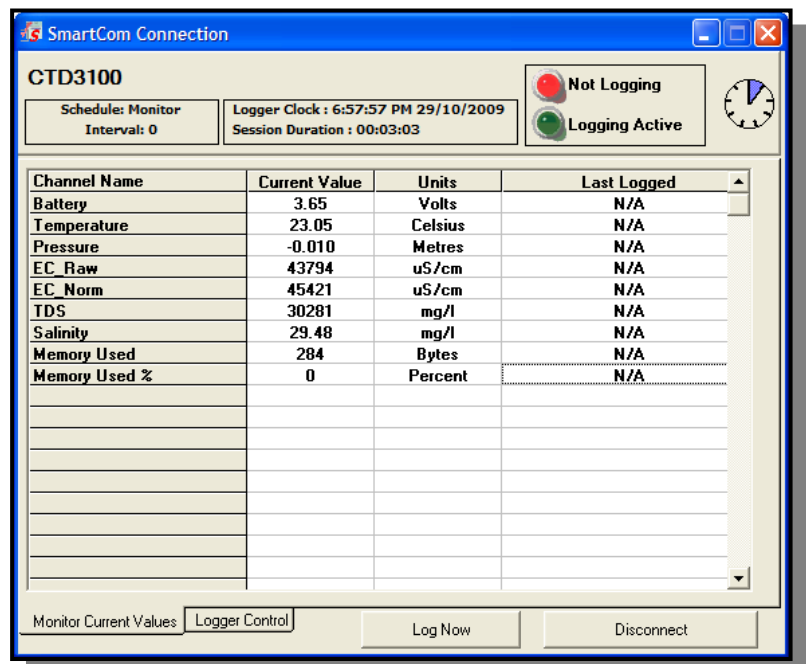 SmartCom Connection
CTD3100
Schedule: Monitor
Interval: 0
Logger Clock : 6:57:57 PM 29/10/2009
Session Duration : 00:03:03
Not Logging
Logging Active
Channel Name Current Value Units Last Logged
Battery 3.65 Volts N/A
Temperature 23.05 Celsius N/A
Pressure -0.010 Metres N/A
EC_Raw 43794 uS/cm N/A
EC_Norm 45421 uS/cm N/A
TDS 30281 mg/l N/A
Salinity 29.48 mg/l N/A
Memory Used 284 Bytes N/A
Memory Used % 0 Percent N/A
Monitor Current Values Logger Control Log Now Disconnect